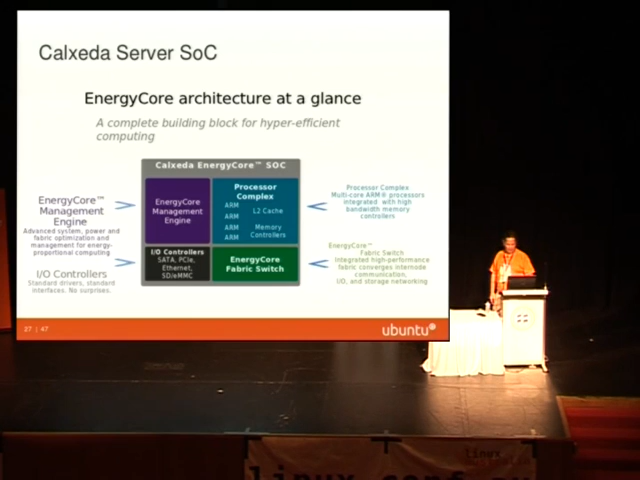 Calxeda Server SoC
EnergyCore architecture at a glance
A complete building block for hyper-efficient
computing
Calxeda EnergyCore™ SOC
EnergyCore™
Management
Engine
Advanced system, power and
fabric optimization and
management for energy-
proportional computing
I/O Controllers
Standard drivers, standard
interfaces. No surprises.
EnergyCore
Management
Engine
Processor
Complex
ARM
ARM
ARM
ARM
L2 Cache
Memory
Controllers
I/O Controllers
SATA, PCIe,
Ethernet,
SD/eMMC
EnergyCore
Fabric Switch
Processor Complex
Multi-core ARM® processors
integrated with high
bandwidth memory
controllers
EnergyCore™
Fabric Switch
Integrated high-performance
fabric converges internode
communication,
I/O, and storage networking
27 | 47
ubuntu®
linux
linux.conf.au